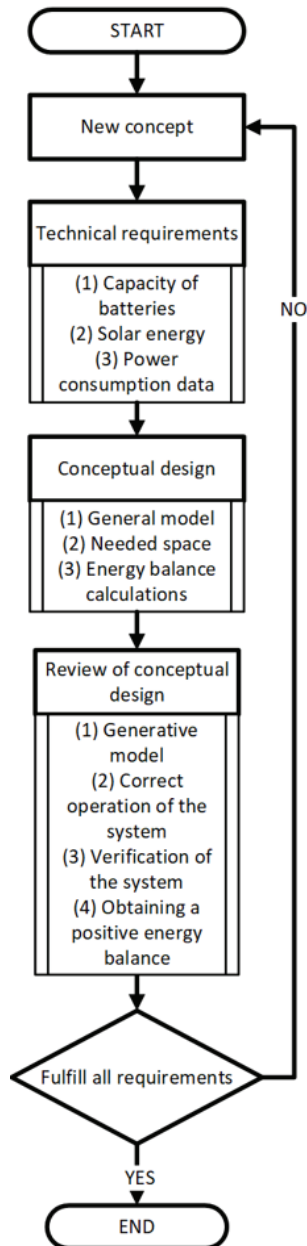 START
New concept
Technical requirements
(1) Capacity of
batteries
(2) Solar energy
(3) Power
consumption data
NO
Conceptual design
(1) General model
(2) Needed space
(3) Energy balance
calculations
Review of conceptual
design
(1) Generative
model
(2) Correct
operation of the
system
(3) Verification of
the system
(4) Obtaining a
positive energy
balance
Fulfill all requirements
YES
END